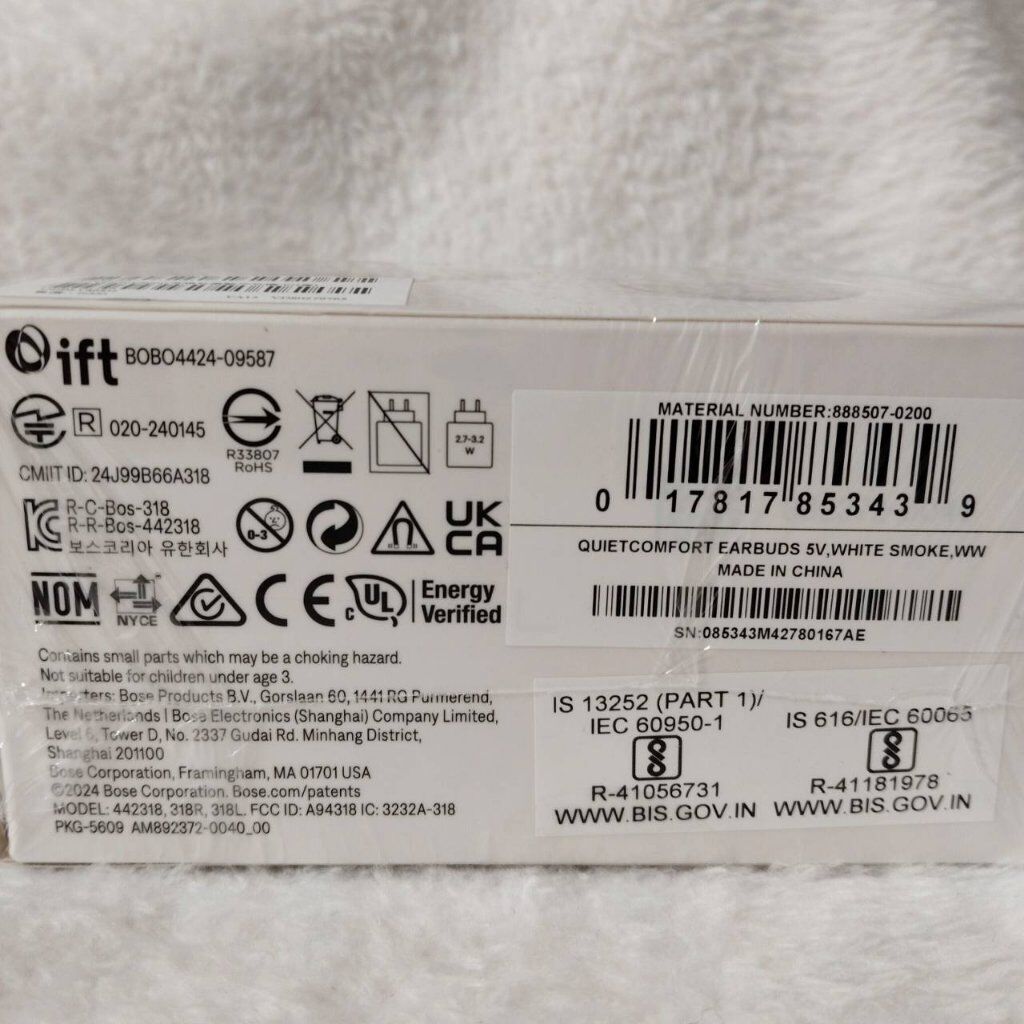 ift BOBO4424-09587
R 020-240145
R33807
RoHS
2.7-3.2
W
CMIIT ID: 24J99B66A318
R-C-Bos-318
R-R-Bos-442318
보스코리아 유한회사
0-3
UK
CA
NOM
NYCE
CE
c UL
Energy
Verified
Contains small parts which may be a choking hazard.
Not suitable for children under age 3.
Importers: Bose Products B.V., Gorslaan 60, 1441 RG Purmerend,
The Netherlands | Bose Electronics (Shanghai) Company Limited,
Level 6, Tower D, No. 2337 Gudai Rd. Minhang District,
Shanghai 201100
Bose Corporation, Framingham, MA 01701 USA
©2024 Bose Corporation. Bose.com/patents
MODEL: 442318, 318R, 318L. FCC ID: A94318 IC: 3232A-318
PKG-5609 AM892372-0040_00
MATERIAL NUMBER:888507-0200
0 17817 85343 9
QUIETCOMFORT EARBUDS 5V,WHITE SMOKE,WW
MADE IN CHINA
SN:085343M42780167AE
IS 13252 (PART 1)/
IEC 60950-1
R-41056731
WWW.BIS.GOV.IN
IS 616/IEC 60065
R-41181978
WWW.BIS.GOV.IN